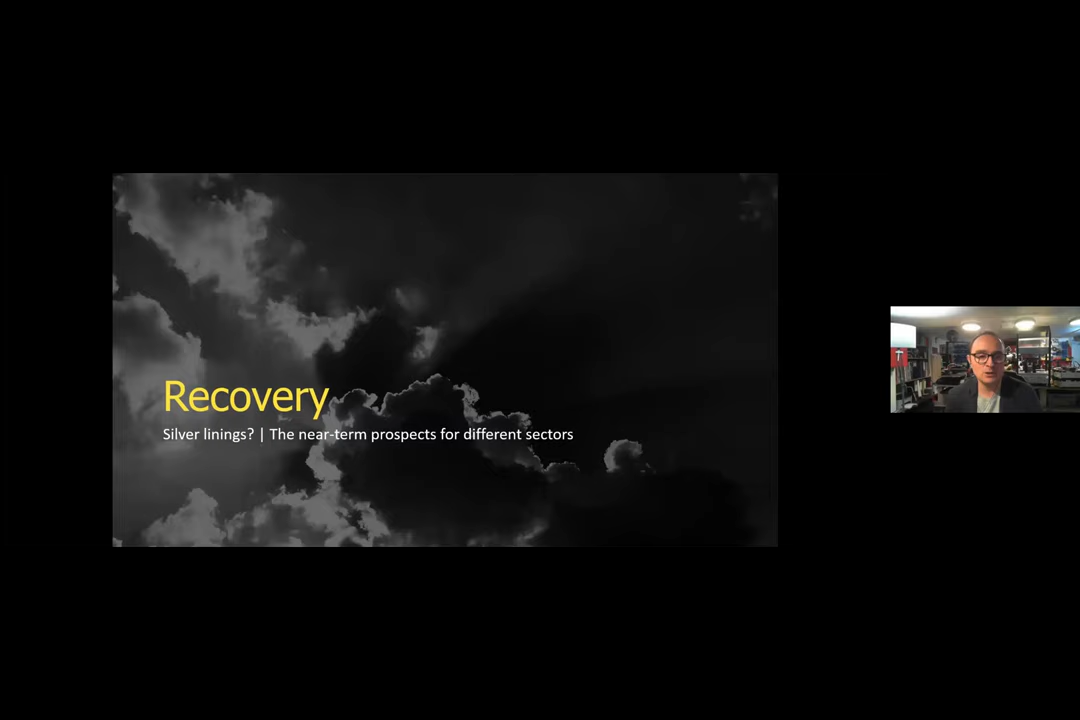 Recovery
Silver linings? | The near-term prospects for different sectors